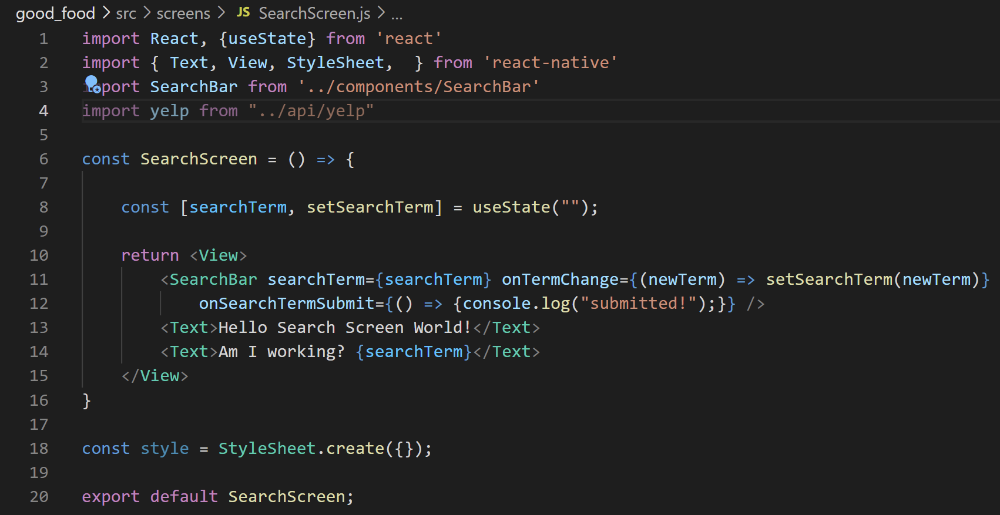 good_food > src > screens > JS SearchScreen.js > ...
1 import React, {useState} from 'react'
2 import { Text, View, StyleSheet,  } from 'react-native'
3 import SearchBar from '../components/SearchBar'
4 import yelp from "../api/yelp"
5
6 const SearchScreen = () => {
7
8     const [searchTerm, setSearchTerm] = useState("");
9
10     return <View>
11         <SearchBar searchTerm={searchTerm} onTermChange={(newTerm) => setSearchTerm(newTerm)}
12             onSearchTermSubmit={() => {console.log("submitted!");}} />
13         <Text>Hello Search Screen World!</Text>
14         <Text>Am I working? {searchTerm}</Text>
15     </View>
16 }
17
18 const style = StyleSheet.create({});
19
20 export default SearchScreen;